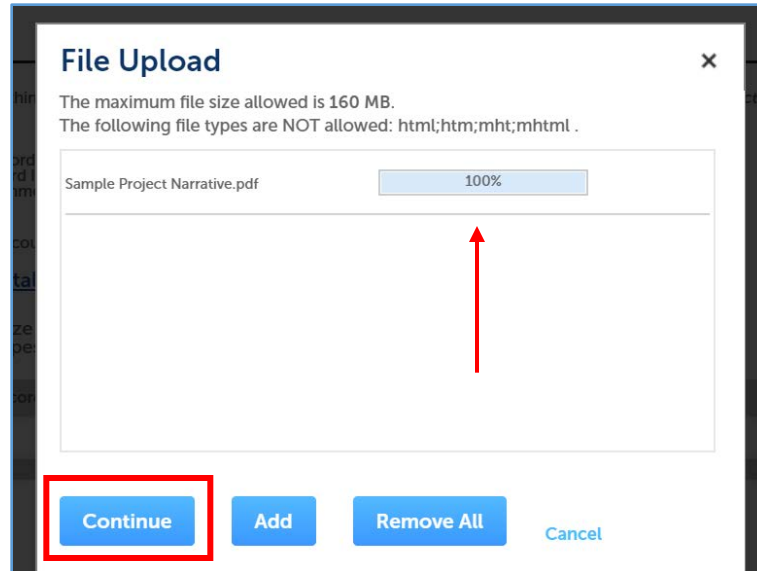 File Upload
×
The maximum file size allowed is 160 MB.
The following file types are NOT allowed: html;htm;mht;mhtml .
Sample Project Narrative.pdf 100%
Continue Add Remove All Cancel